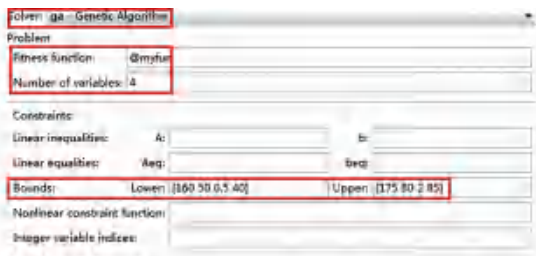 Solver: ga - Genetic Algorithm
Problem
Fitness function: @myfun
Number of variables: 4
Constraints:
Linear inequalities: A: b:
Linear equalities: Aeq: beq:
Bounds: Lower: [160 50 0.5 40] Upper: [175 80 2 85]
Nonlinear constraint function:
Integer variable indices: